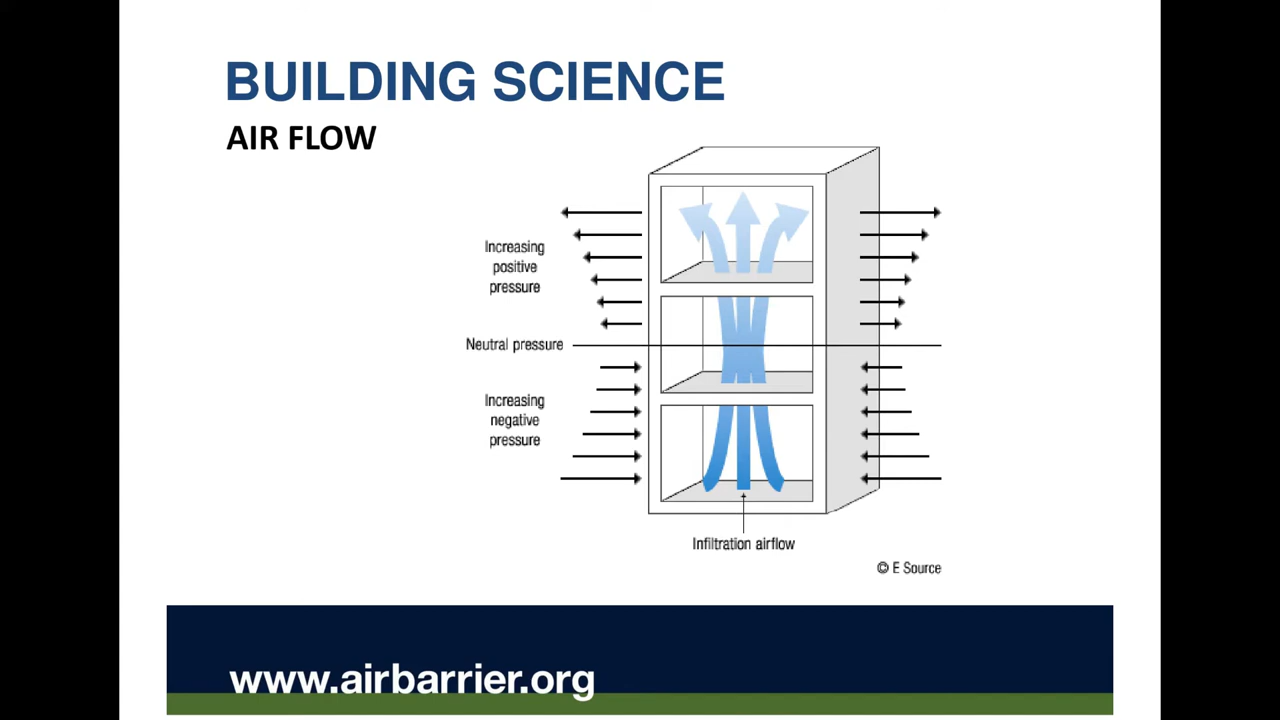 BUILDING SCIENCE
AIR FLOW
Increasing
positive
pressure
Neutral pressure
Increasing
negative
pressure
Infiltration airflow
© E Source
www.airbarrier.org